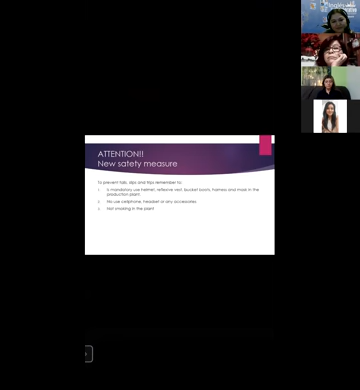 Inglés
ATTENTION!!
New safety measure
To prevent falls, slips and trips remember to:
1. Is mandatory use helmet, reflexive vest, bucket boots, harness and mask in the
production plant
2. No use cellphone, headset or any accesories
3. Not smoking in the plant